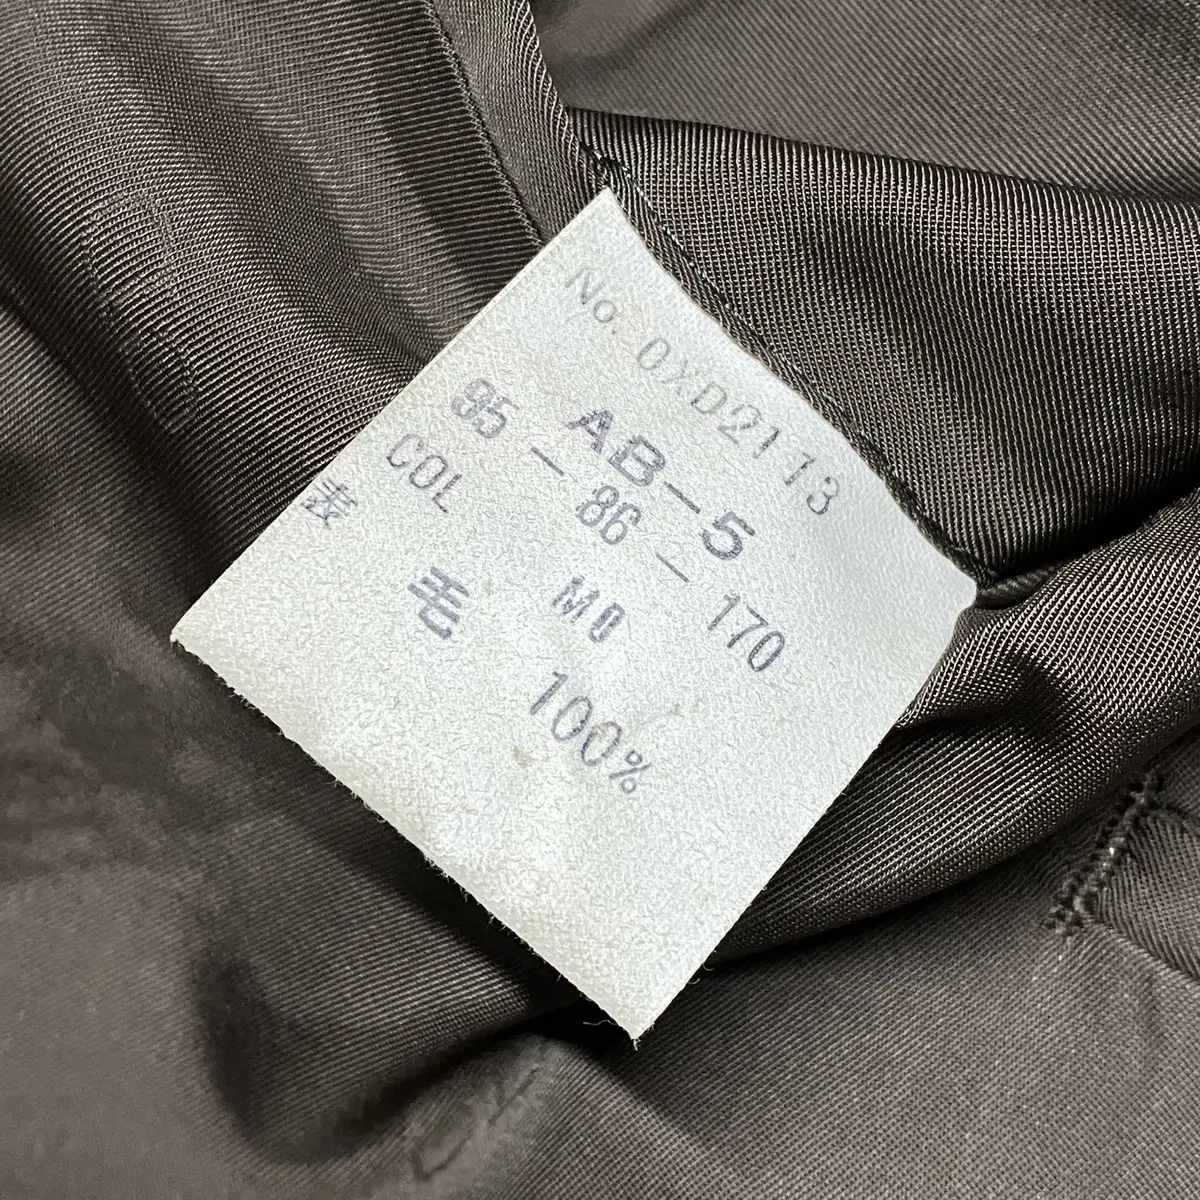 No. 0XD2113
AB-5
95-86-170
COL M0
表 毛 100%